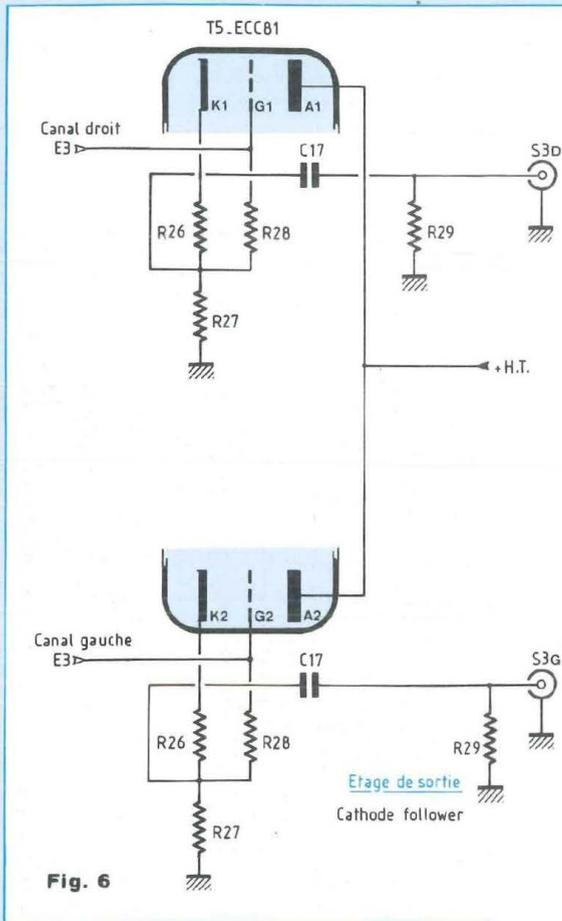 T5_ECC81
K1
G1
A1
Canal droit
E3
C17
S3D
R26
R28
R29
R27
+H.T.
K2
G2
A2
Canal gauche
E3
C17
S3G
R26
R28
R29
Etage de sortie
R27
Cathode follower
Fig. 6